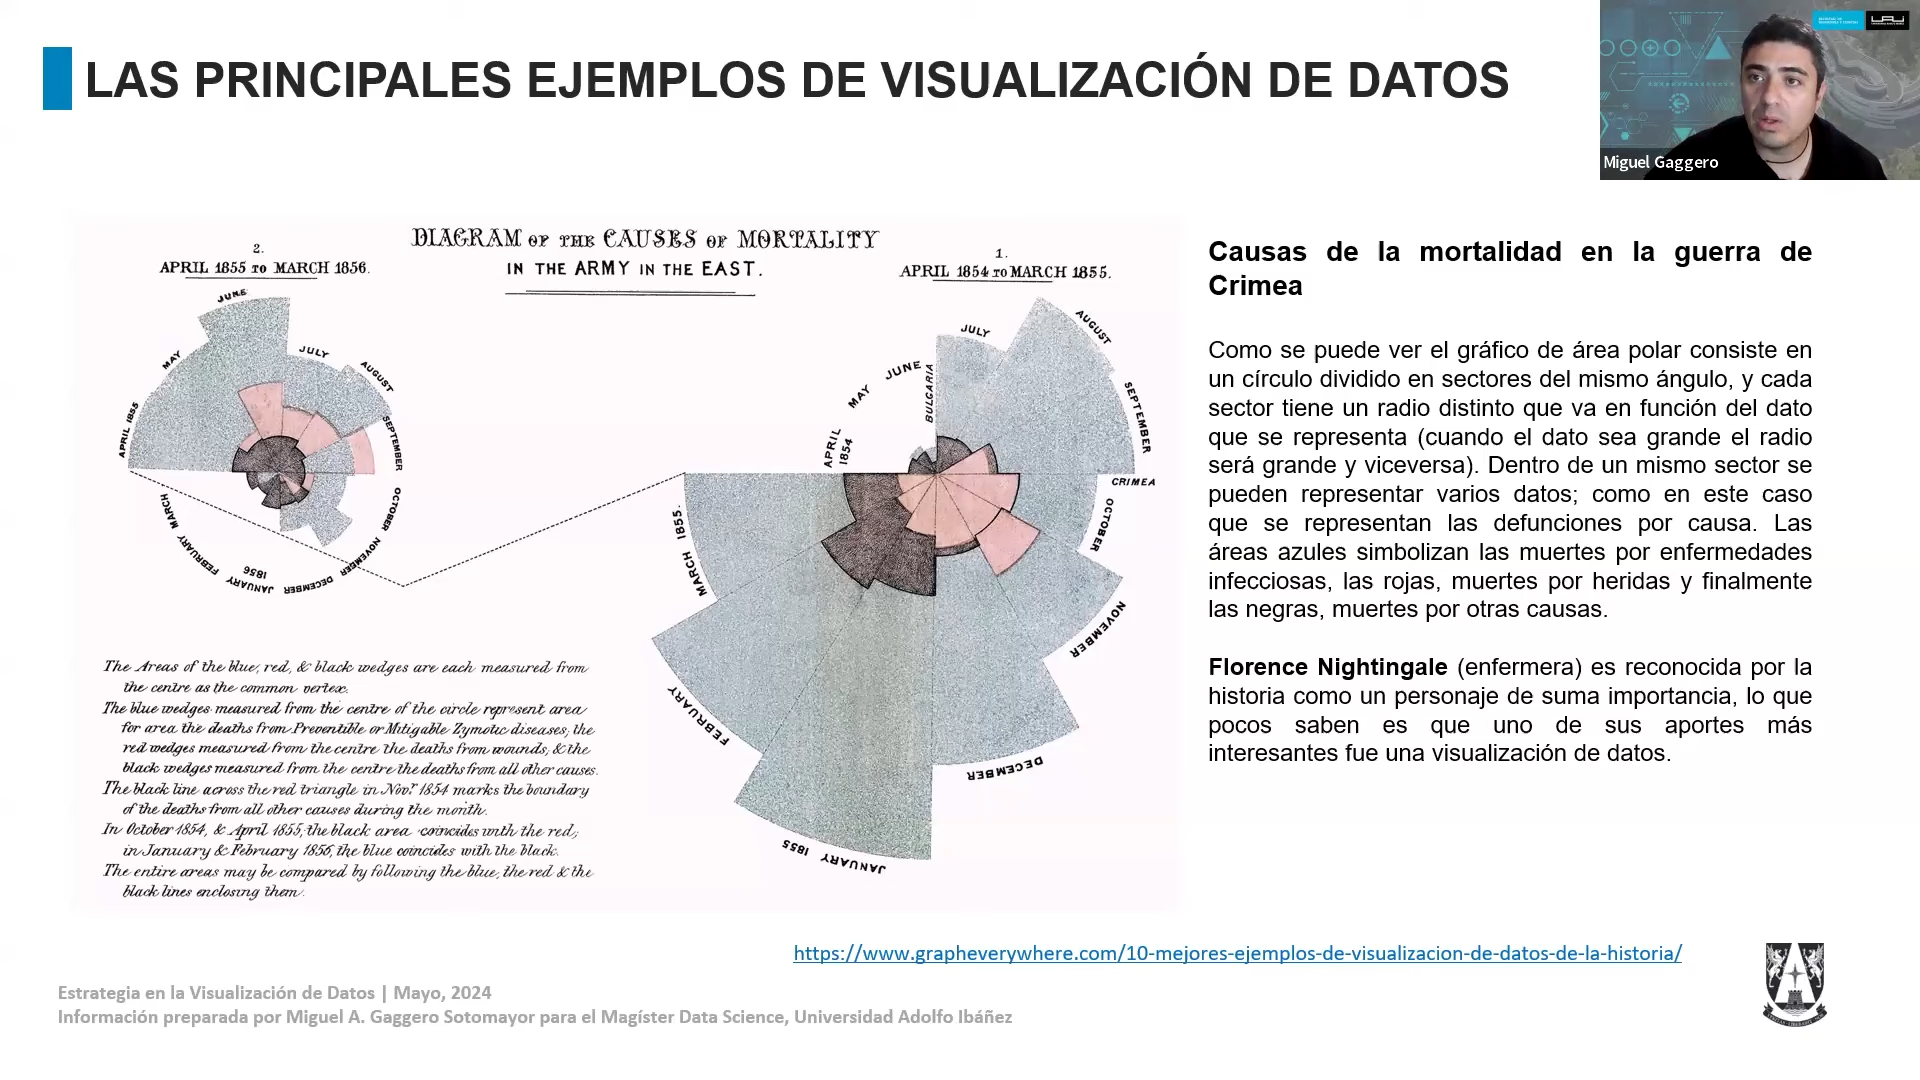 LAS PRINCIPALES EJEMPLOS DE VISUALIZACIÓN DE DATOS
Miguel Gaggero
DIAGRAM OF THE CAUSES OF MORTALITY
IN THE ARMY IN THE EAST.
2.
APRIL 1855 TO MARCH 1856.
1.
APRIL 1854 TO MARCH 1855.
APRIL 1855
MAY
JUNE
JULY
AUGUST
SEPTEMBER
OCTOBER
NOVEMBER
DECEMBER
JANUARY 1856
FEBRUARY
MARCH
APRIL 1854
MAY
JUNE
BULGARIA
JULY
AUGUST
SEPTEMBER
CRIMEA
OCTOBER
NOVEMBER
DECEMBER
JANUARY 1855
FEBRUARY
MARCH 1855.
The Areas of the blue, red, & black wedges are each measured from
the centre as the common vertex.
The blue wedges measured from the centre of the circle represent area
for area the deaths from Preventible or Mitigable Zymotic diseases; the
red wedges measured from the centre the deaths from wounds; & the
black wedges measured from the centre the deaths from all other causes.
The black line across the red triangle in Novr 1854 marks the boundary
of the deaths from all other causes during the month.
In October 1854, & April 1855; the black area coincides with the red;
in January & February 1856, the blue coincides with the black.
The entire areas may be compared by following the blue, the red & the
black lines enclosing them.
Causas de la mortalidad en la guerra de
Crimea
Como se puede ver el gráfico de área polar consiste en
un círculo dividido en sectores del mismo ángulo, y cada
sector tiene un radio distinto que va en función del dato
que se representa (cuando el dato sea grande el radio
será grande y viceversa). Dentro de un mismo sector se
pueden representar varios datos; como en este caso
que se representan las defunciones por causa. Las
áreas azules simbolizan las muertes por enfermedades
infecciosas, las rojas, muertes por heridas y finalmente
las negras, muertes por otras causas.
Florence Nightingale (enfermera) es reconocida por la
historia como un personaje de suma importancia, lo que
pocos saben es que uno de sus aportes más
interesantes fue una visualización de datos.
https://www.grapheverywhere.com/10-mejores-ejemplos-de-visualizacion-de-datos-de-la-historia/
Estrategia en la Visualización de Datos | Mayo, 2024
Información preparada por Miguel A. Gaggero Sotomayor para el Magíster Data Science, Universidad Adolfo Ibáñez